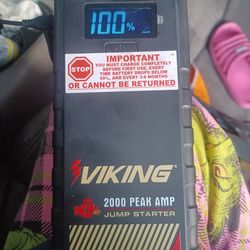 100%
IMPORTANT
STOP
YOU MUST CHARGE COMPLETELY
BEFORE FIRST USE, EVERY
TIME BATTERY DROPS BELOW
50%, AND EVERY 3-6 MONTHS
OR CANNOT BE RETURNED
VIKING
2000 PEAK AMP
JUMP STARTER